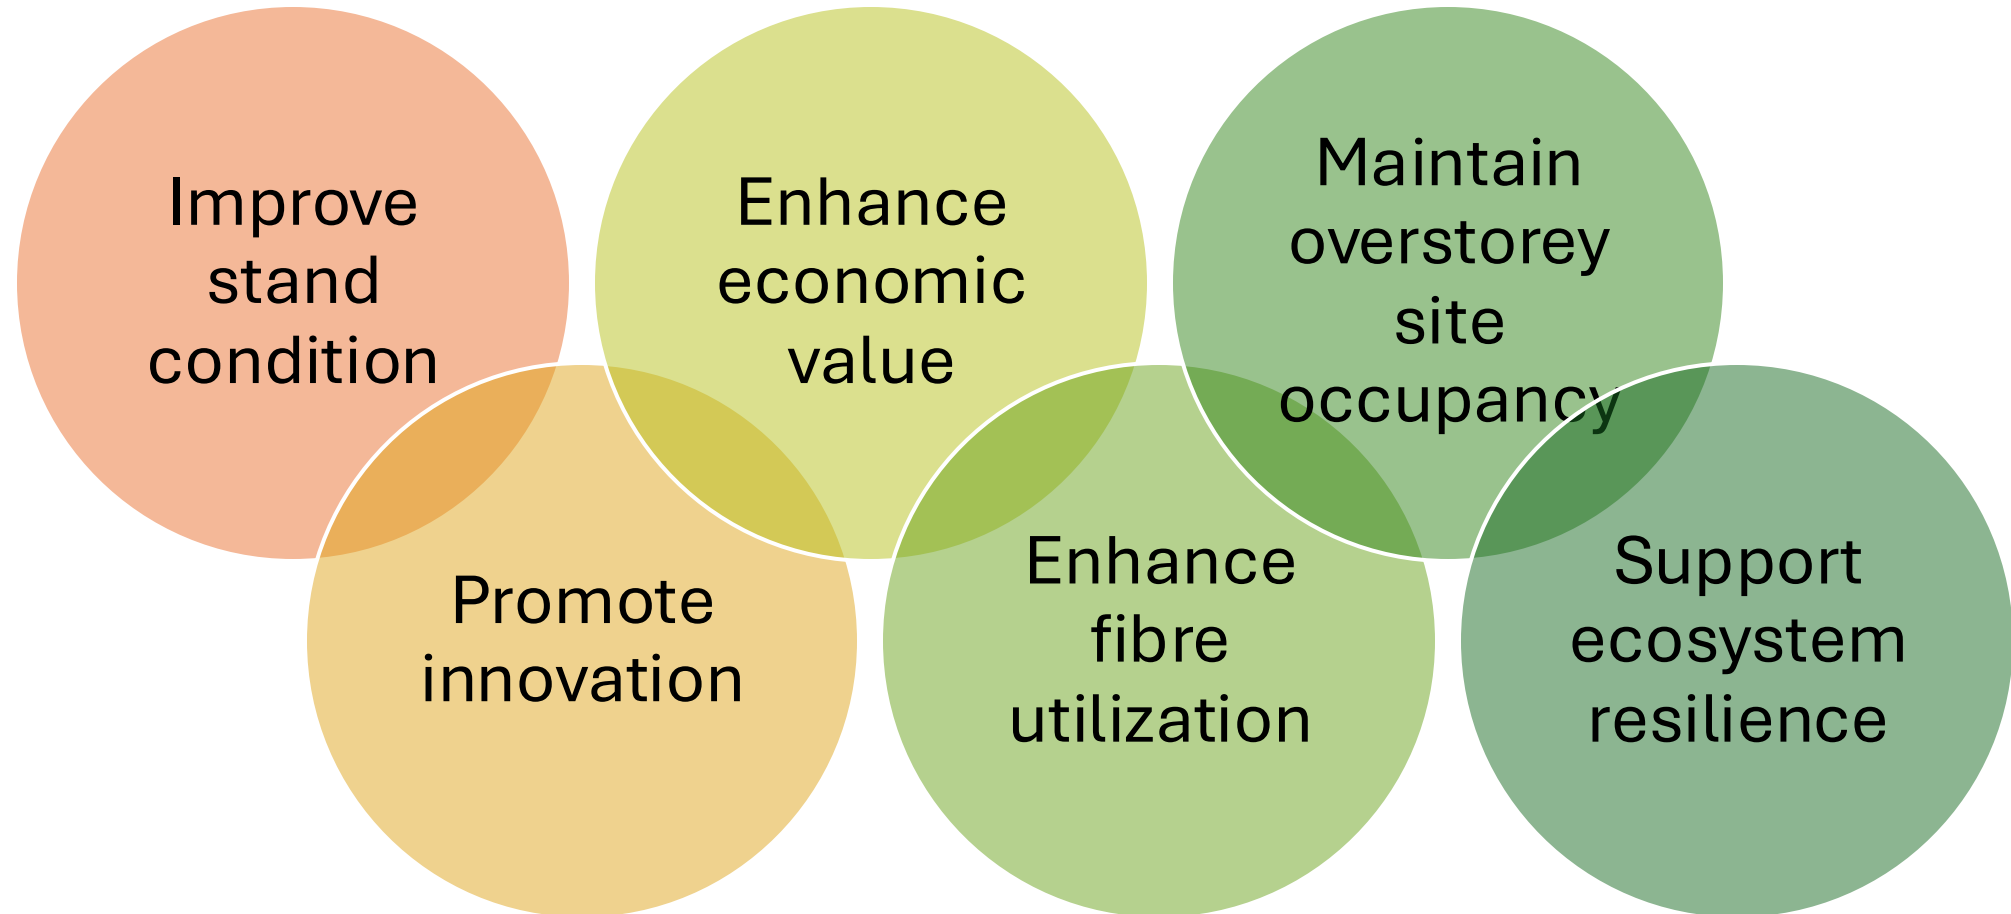 Improve
stand
condition
Promote
innovation
Enhance
economic
value
Enhance
fibre
utilization
Maintain
overstorey
site
occupancy
Support
ecosystem
resilience